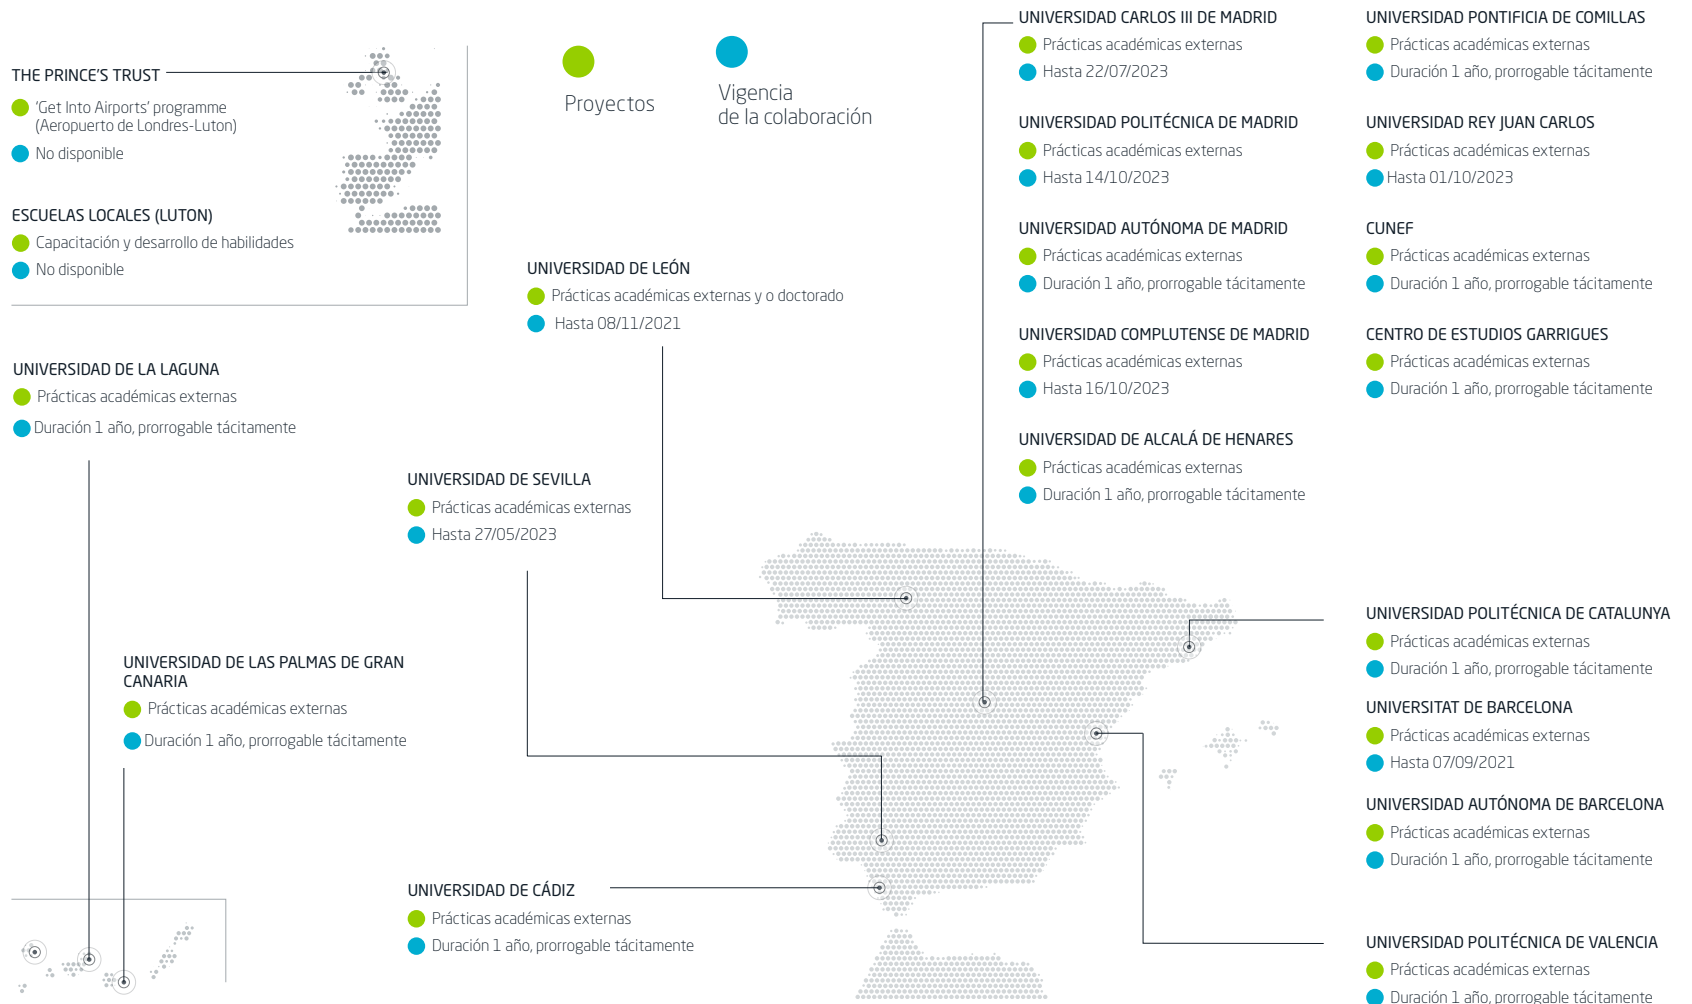 THE PRINCE'S TRUST
'Get Into Airports' programme
(Aeropuerto de Londres-Luton)
No disponible
ESCUELAS LOCALES (LUTON)
Capacitación y desarrollo de habilidades
No disponible
Proyectos
Vigencia
de la colaboración
UNIVERSIDAD DE LEÓN
Prácticas académicas externas y o doctorado
Hasta 08/11/2021
UNIVERSIDAD DE LA LAGUNA
Prácticas académicas externas
Duración 1 año, prorrogable tácitamente
UNIVERSIDAD DE SEVILLA
Prácticas académicas externas
Hasta 27/05/2023
UNIVERSIDAD DE LAS PALMAS DE GRAN
CANARIA
Prácticas académicas externas
Duración 1 año, prorrogable tácitamente
UNIVERSIDAD DE CÁDIZ
Prácticas académicas externas
Duración 1 año, prorrogable tácitamente
UNIVERSIDAD CARLOS III DE MADRID
Prácticas académicas externas
Hasta 22/07/2023
UNIVERSIDAD POLITÉCNICA DE MADRID
Prácticas académicas externas
Hasta 14/10/2023
UNIVERSIDAD AUTÓNOMA DE MADRID
Prácticas académicas externas
Duración 1 año, prorrogable tácitamente
UNIVERSIDAD COMPLUTENSE DE MADRID
Prácticas académicas externas
Hasta 16/10/2023
UNIVERSIDAD DE ALCALÁ DE HENARES
Prácticas académicas externas
Duración 1 año, prorrogable tácitamente
UNIVERSIDAD PONTIFICIA DE COMILLAS
Prácticas académicas externas
Duración 1 año, prorrogable tácitamente
UNIVERSIDAD REY JUAN CARLOS
Prácticas académicas externas
Hasta 01/10/2023
CUNEF
Prácticas académicas externas
Duración 1 año, prorrogable tácitamente
CENTRO DE ESTUDIOS GARRIGUES
Prácticas académicas externas
Duración 1 año, prorrogable tácitamente
UNIVERSIDAD POLITÉCNICA DE CATALUNYA
Prácticas académicas externas
Duración 1 año, prorrogable tácitamente
UNIVERSITAT DE BARCELONA
Prácticas académicas externas
Hasta 07/09/2021
UNIVERSIDAD AUTÓNOMA DE BARCELONA
Prácticas académicas externas
Duración 1 año, prorrogable tácitamente
UNIVERSIDAD POLITÉCNICA DE VALENCIA
Prácticas académicas externas
Duración 1 año, prorrogable tácitamente